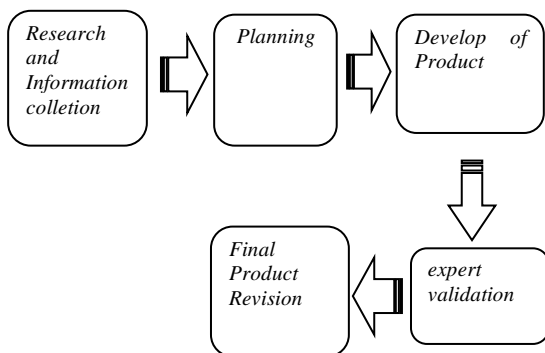 Research
and
Information
colletion
Planning
Develop of
Product
expert
validation
Final
Product
Revision